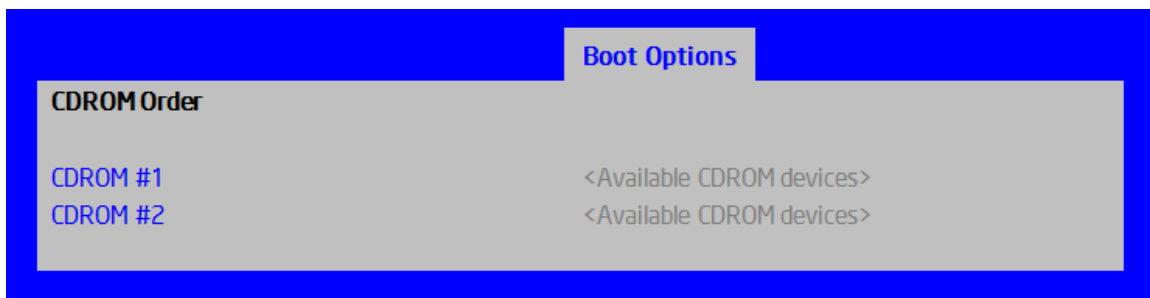 Boot Options
CDROM Order
CDROM #1 <Available CDROM devices>
CDROM #2 <Available CDROM devices>